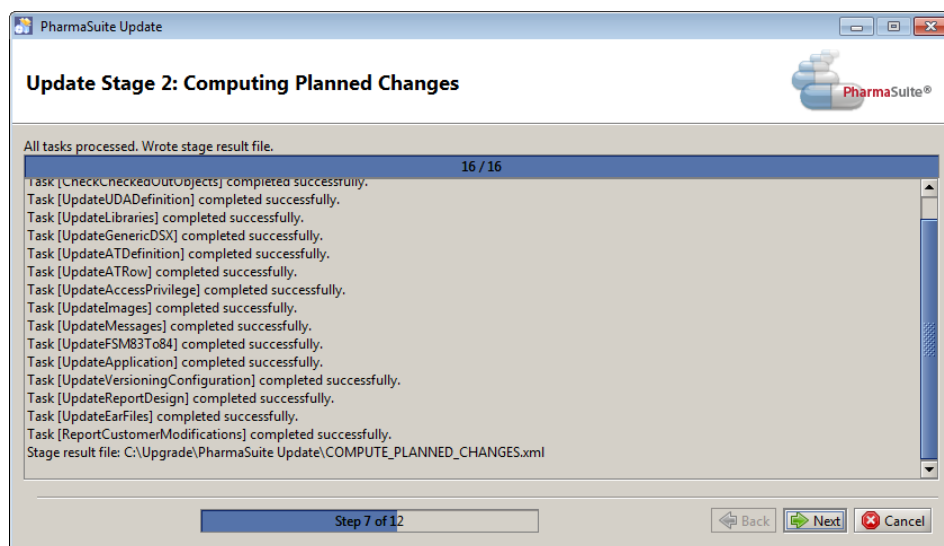 PharmaSuite Update
Update Stage 2: Computing Planned Changes
PharmaSuite®
All tasks processed. Wrote stage result file.
16 / 16
Task [CheckCheckedOutObjects] completed successfully.
Task [UpdateUDADefinition] completed successfully.
Task [UpdateLibraries] completed successfully.
Task [UpdateGenericDSX] completed successfully.
Task [UpdateATDefinition] completed successfully.
Task [UpdateATRow] completed successfully.
Task [UpdateAccessPrivilege] completed successfully.
Task [UpdateImages] completed successfully.
Task [UpdateMessages] completed successfully.
Task [UpdateFSM83To84] completed successfully.
Task [UpdateApplication] completed successfully.
Task [UpdateVersioningConfiguration] completed successfully.
Task [UpdateReportDesign] completed successfully.
Task [UpdateEarFiles] completed successfully.
Task [ReportCustomerModifications] completed successfully.
Stage result file: C:\Upgrade\PharmaSuite Update\COMPUTE_PLANNED_CHANGES.xml
Step 7 of 12
Back
Next
Cancel